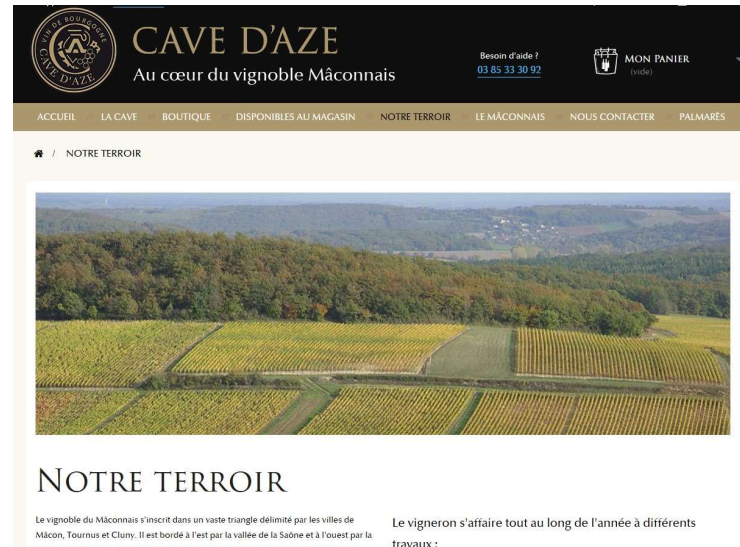 VIN DE BOURGOGNE
CAVE D'AZE
CAVE D'AZE
Au cœur du vignoble Mâconnais
Besoin d'aide ?
03 85 33 30 92
MON PANIER
(vide)
ACCUEIL LA CAVE BOUTIQUE DISPONIBLES AU MAGASIN NOTRE TERROIR LE MÂCONNAIS NOUS CONTACTER PALMARÈS
/ NOTRE TERROIR
NOTRE TERROIR
Le vignoble du Mâconnais s'inscrit dans un vaste triangle délimité par les villes de
Mâcon, Tournus et Cluny. Il est bordé à l'est par la vallée de la Saône et à l'ouest par la
Le vigneron s'affaire tout au long de l'année à différents
travaux :